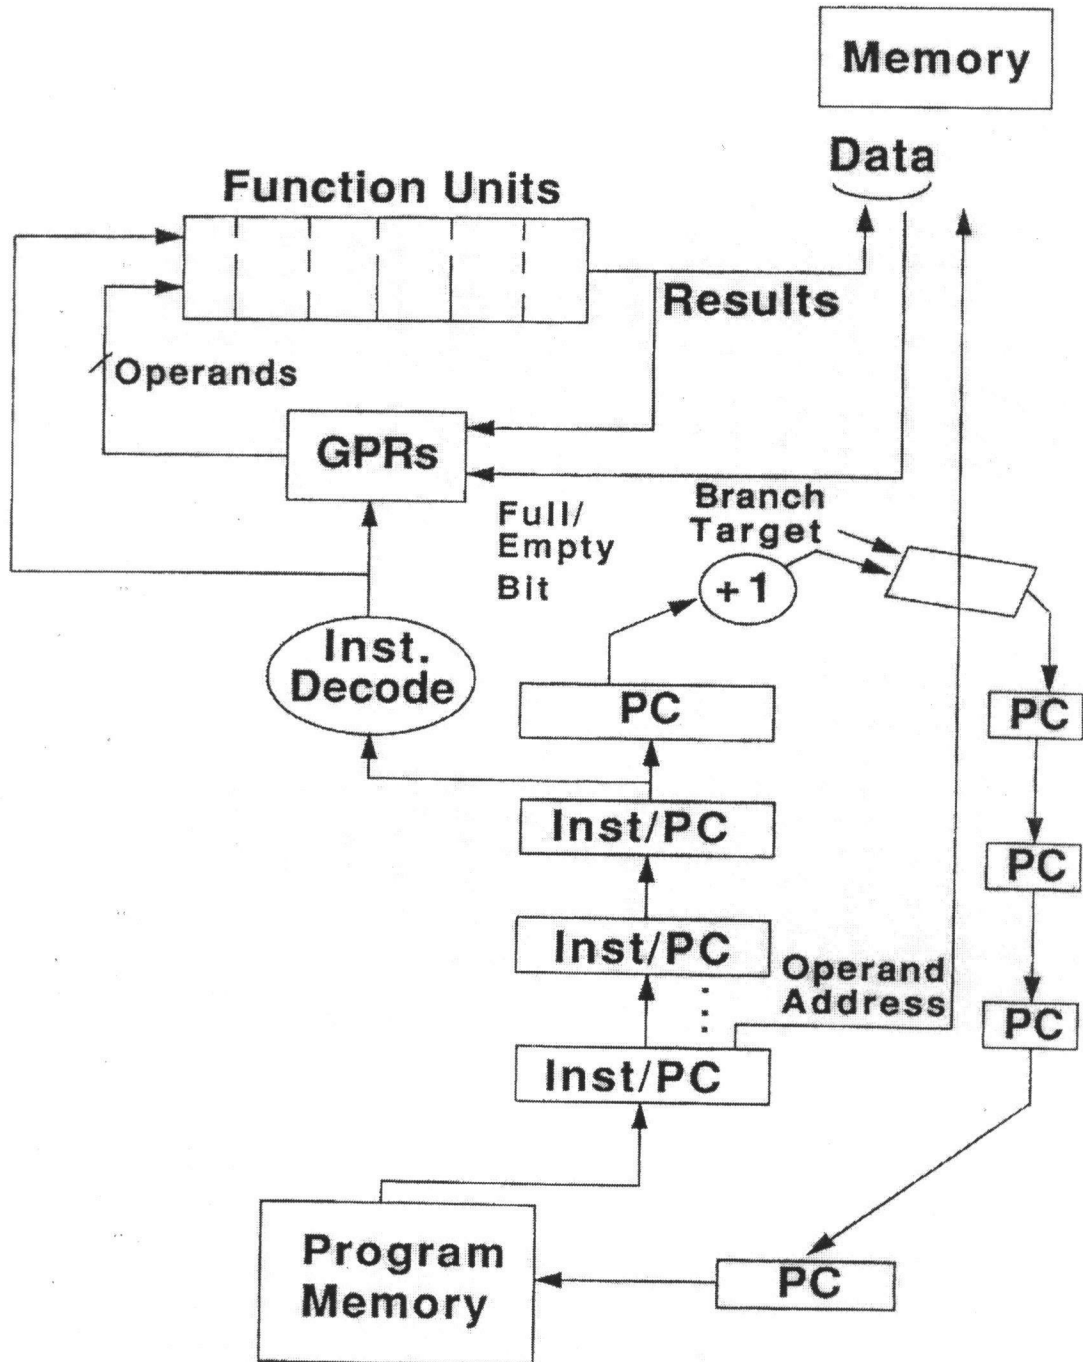 Memory
Data
Function Units
Results
Operands
GPRs
Full/
Empty
Bit
Branch
Target
+1
Inst.
Decode
PC
PC
Inst/PC
PC
Inst/PC
Operand
Address
PC
Inst/PC
Program
Memory
PC